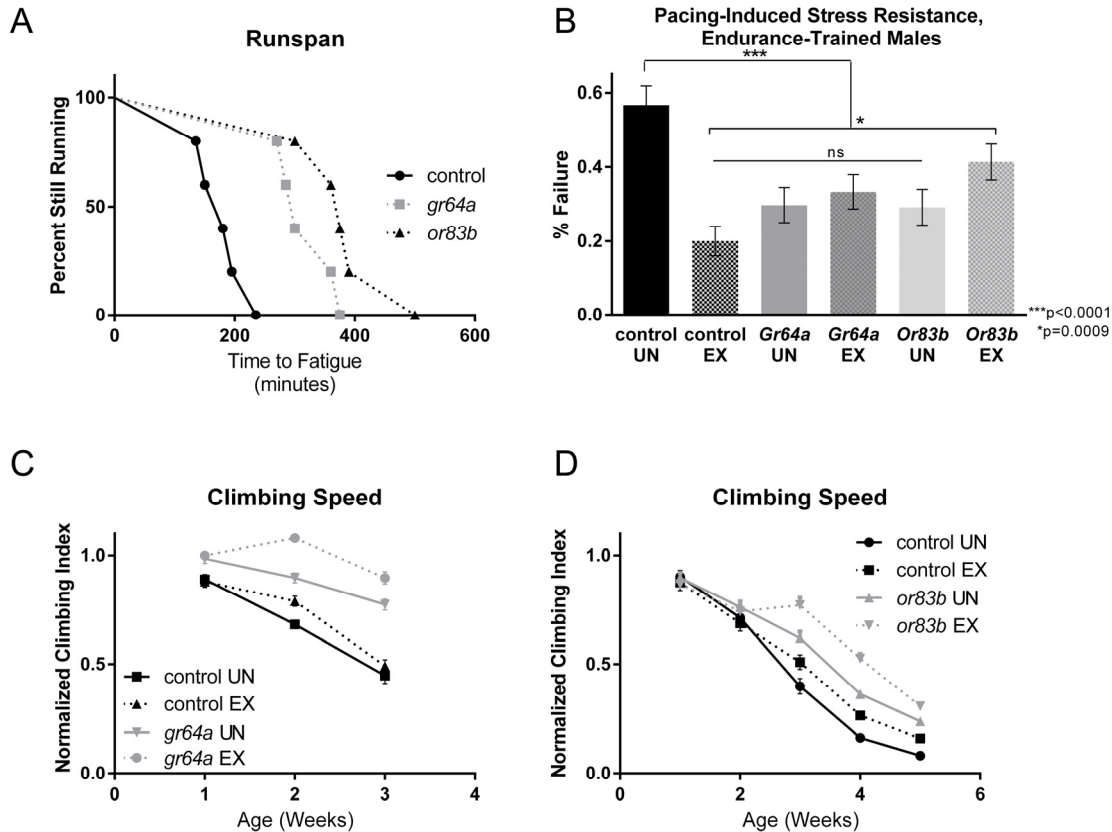 A
Runspan
Percent Still Running
100
50
0
0
200
400
600
Time to Fatigue
(minutes)
control
gr64a
or83b
B
Pacing-Induced Stress Resistance,
Endurance-Trained Males
***
*
ns
% Failure
0.6
0.4
0.2
0.0
control
UN
control
EX
Gr64a
UN
Gr64a
EX
Or83b
UN
Or83b
EX
***p<0.0001
*p=0.0009
C
Climbing Speed
Normalized Climbing Index
1.0
0.5
0.0
control UN
control EX
gr64a UN
gr64a EX
0
1
2
3
4
Age (Weeks)
D
Climbing Speed
Normalized Climbing Index
1.0
0.5
0.0
control UN
control EX
or83b UN
or83b EX
0
2
4
6
Age (Weeks)